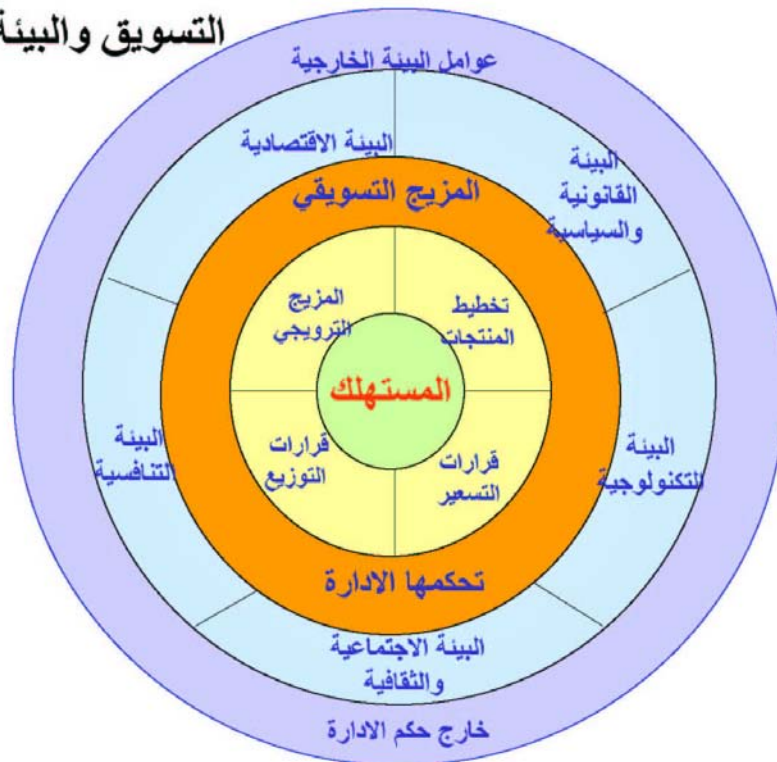 التسويق والبيئة
عوامل البيئة الخارجية
البيئة الاقتصادية
البيئة
القانونية
والسياسية
المزيج التسويقي
المزيج
الترويجي
تخطيط
المنتجات
المستهلك
البيئة
التنافسية
قرارات
التوزيع
قرارات
التسعير
البيئة
التكنولوجية
تحكمها الادارة
البيئة الاجتماعية
والثقافية
خارج حكم الادارة